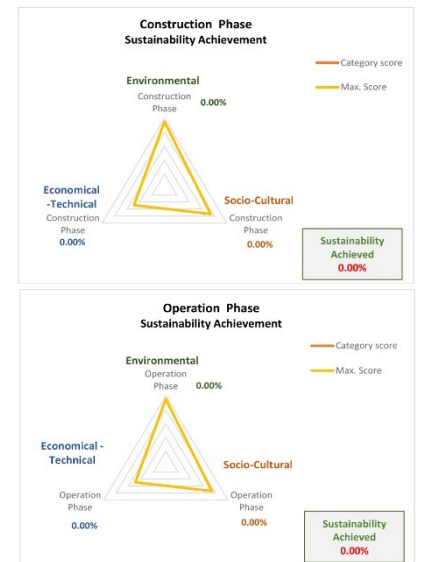 Construction Phase
Sustainability Achievement
Category score
Max. Score
Environmental
Construction
Phase
0.00%
Economical
-Technical
Construction
Phase
0.00%
Socio-Cultural
Construction
Phase
0.00%
Sustainability
Achieved
0.00%
Operation Phase
Sustainability Achievement
Category score
Max. Score
Environmental
Operation
Phase
0.00%
Economical -
Technical
Operation
Phase
0.00%
Socio-Cultural
Operation
Phase
0.00%
Sustainability
Achieved
0.00%